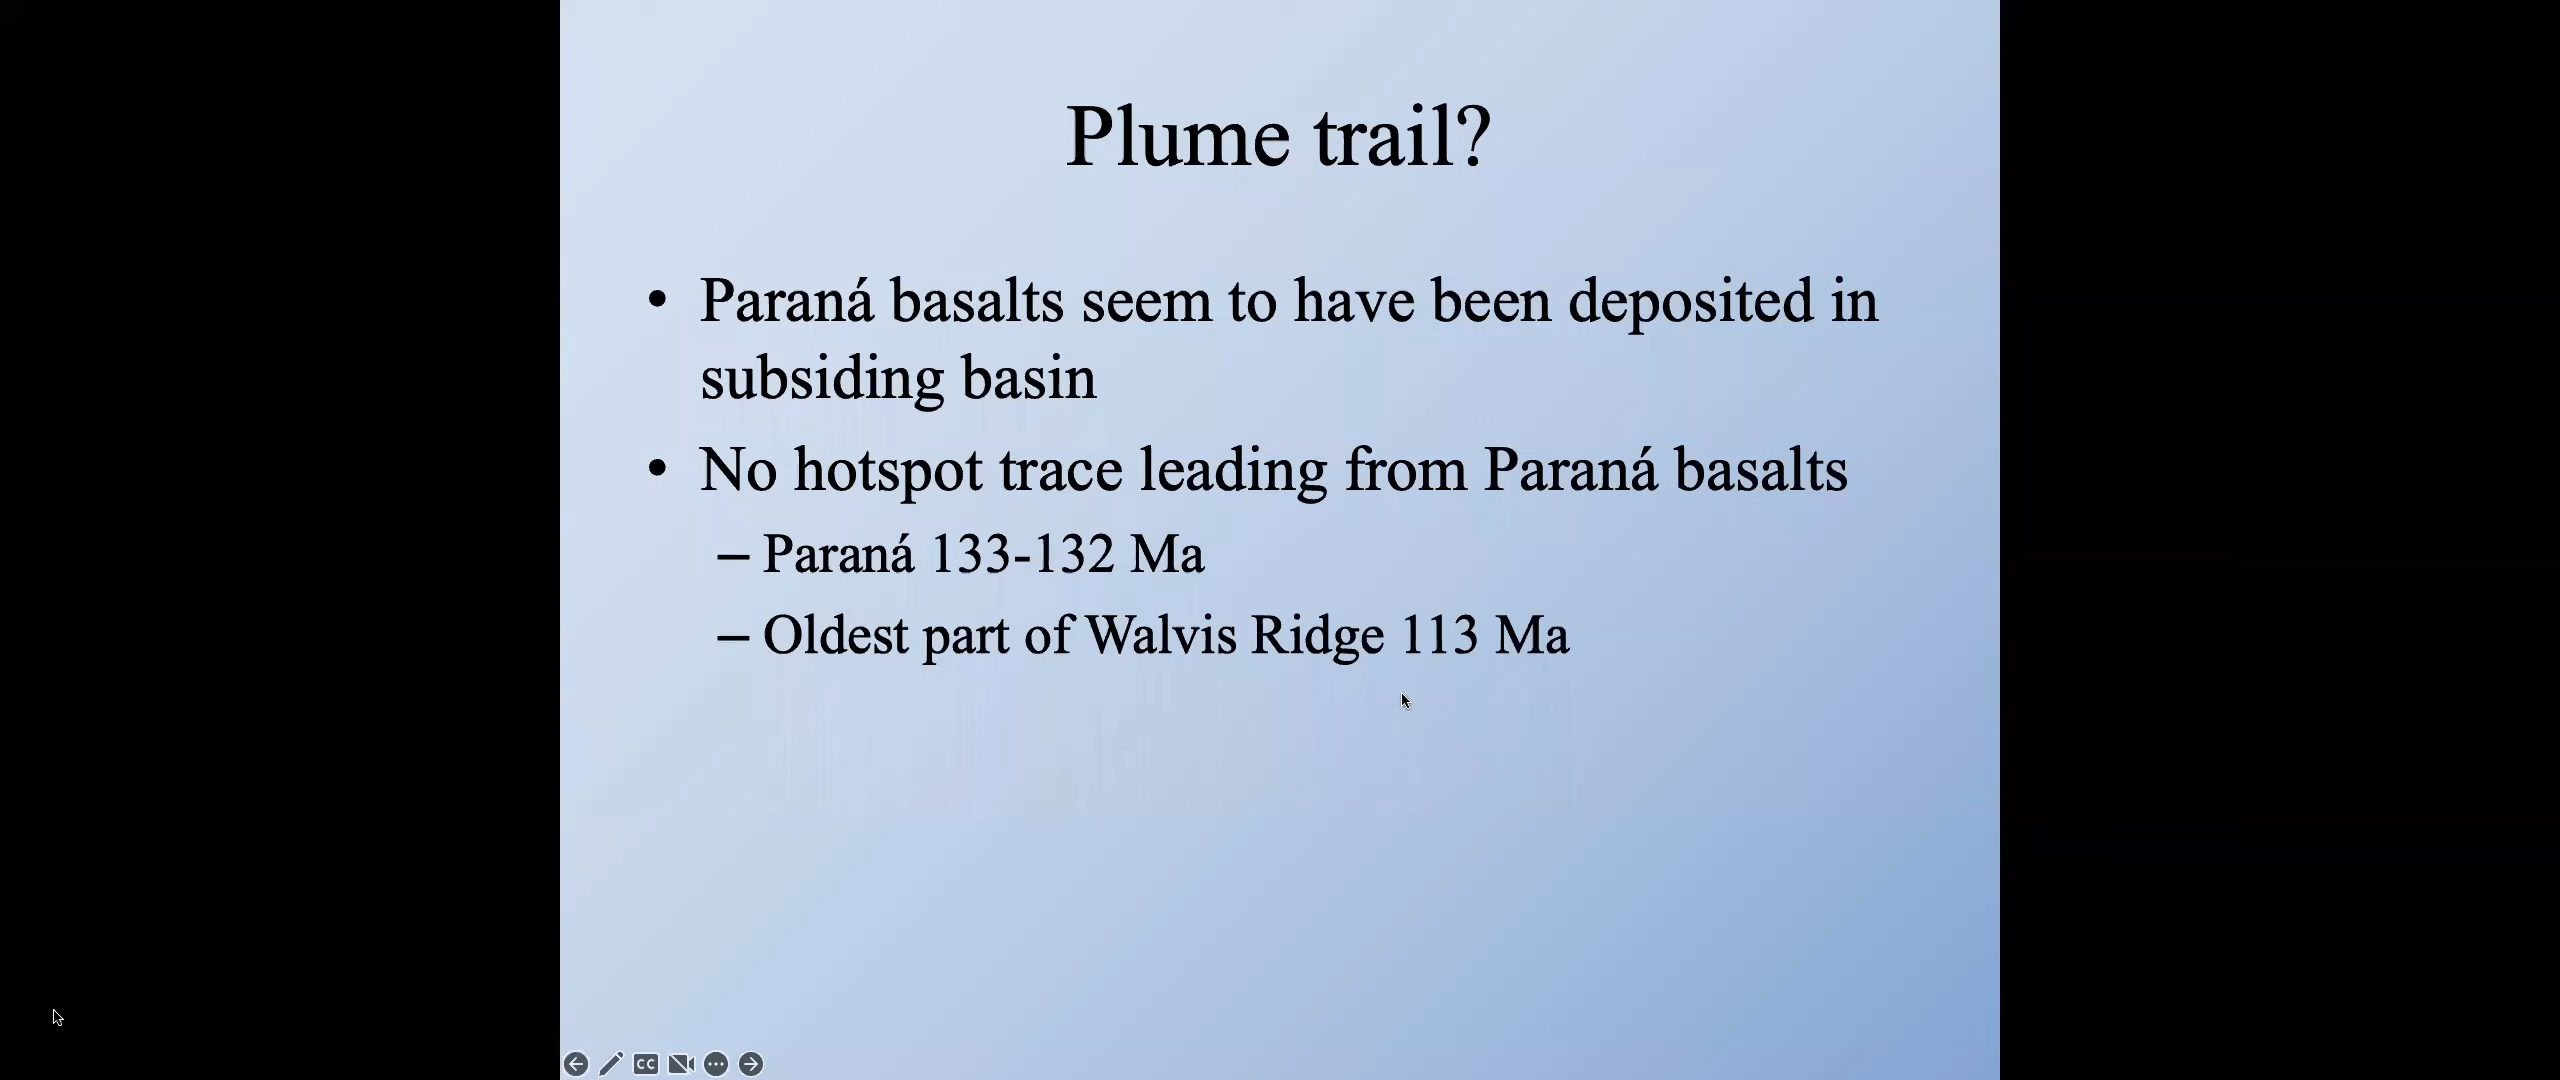 Plume trail?
• Paraná basalts seem to have been deposited in
subsiding basin
• No hotspot trace leading from Paraná basalts
– Paraná 133-132 Ma
– Oldest part of Walvis Ridge 113 Ma
CC